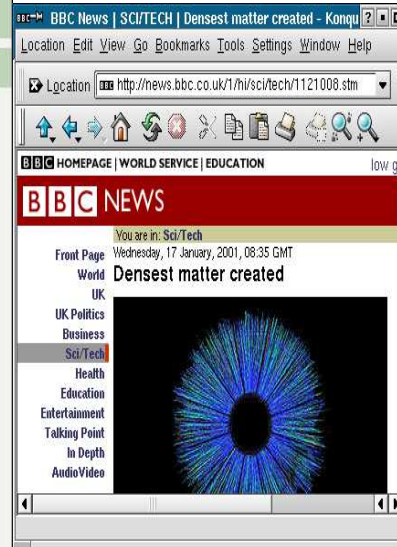 BBC News | SCI/TECH | Densest matter created - Konqu
Location Edit View Go Bookmarks Tools Settings Window Help
Location BBC http://news.bbc.co.uk/1/hi/sci/tech/1121008.stm
BBC HOMEPAGE | WORLD SERVICE | EDUCATION low g
BBC NEWS
You are in: Sci/Tech
Wednesday, 17 January, 2001, 08:35 GMT
Densest matter created
Front Page
World
UK
UK Politics
Business
Sci/Tech
Health
Education
Entertainment
Talking Point
In Depth
AudioVideo